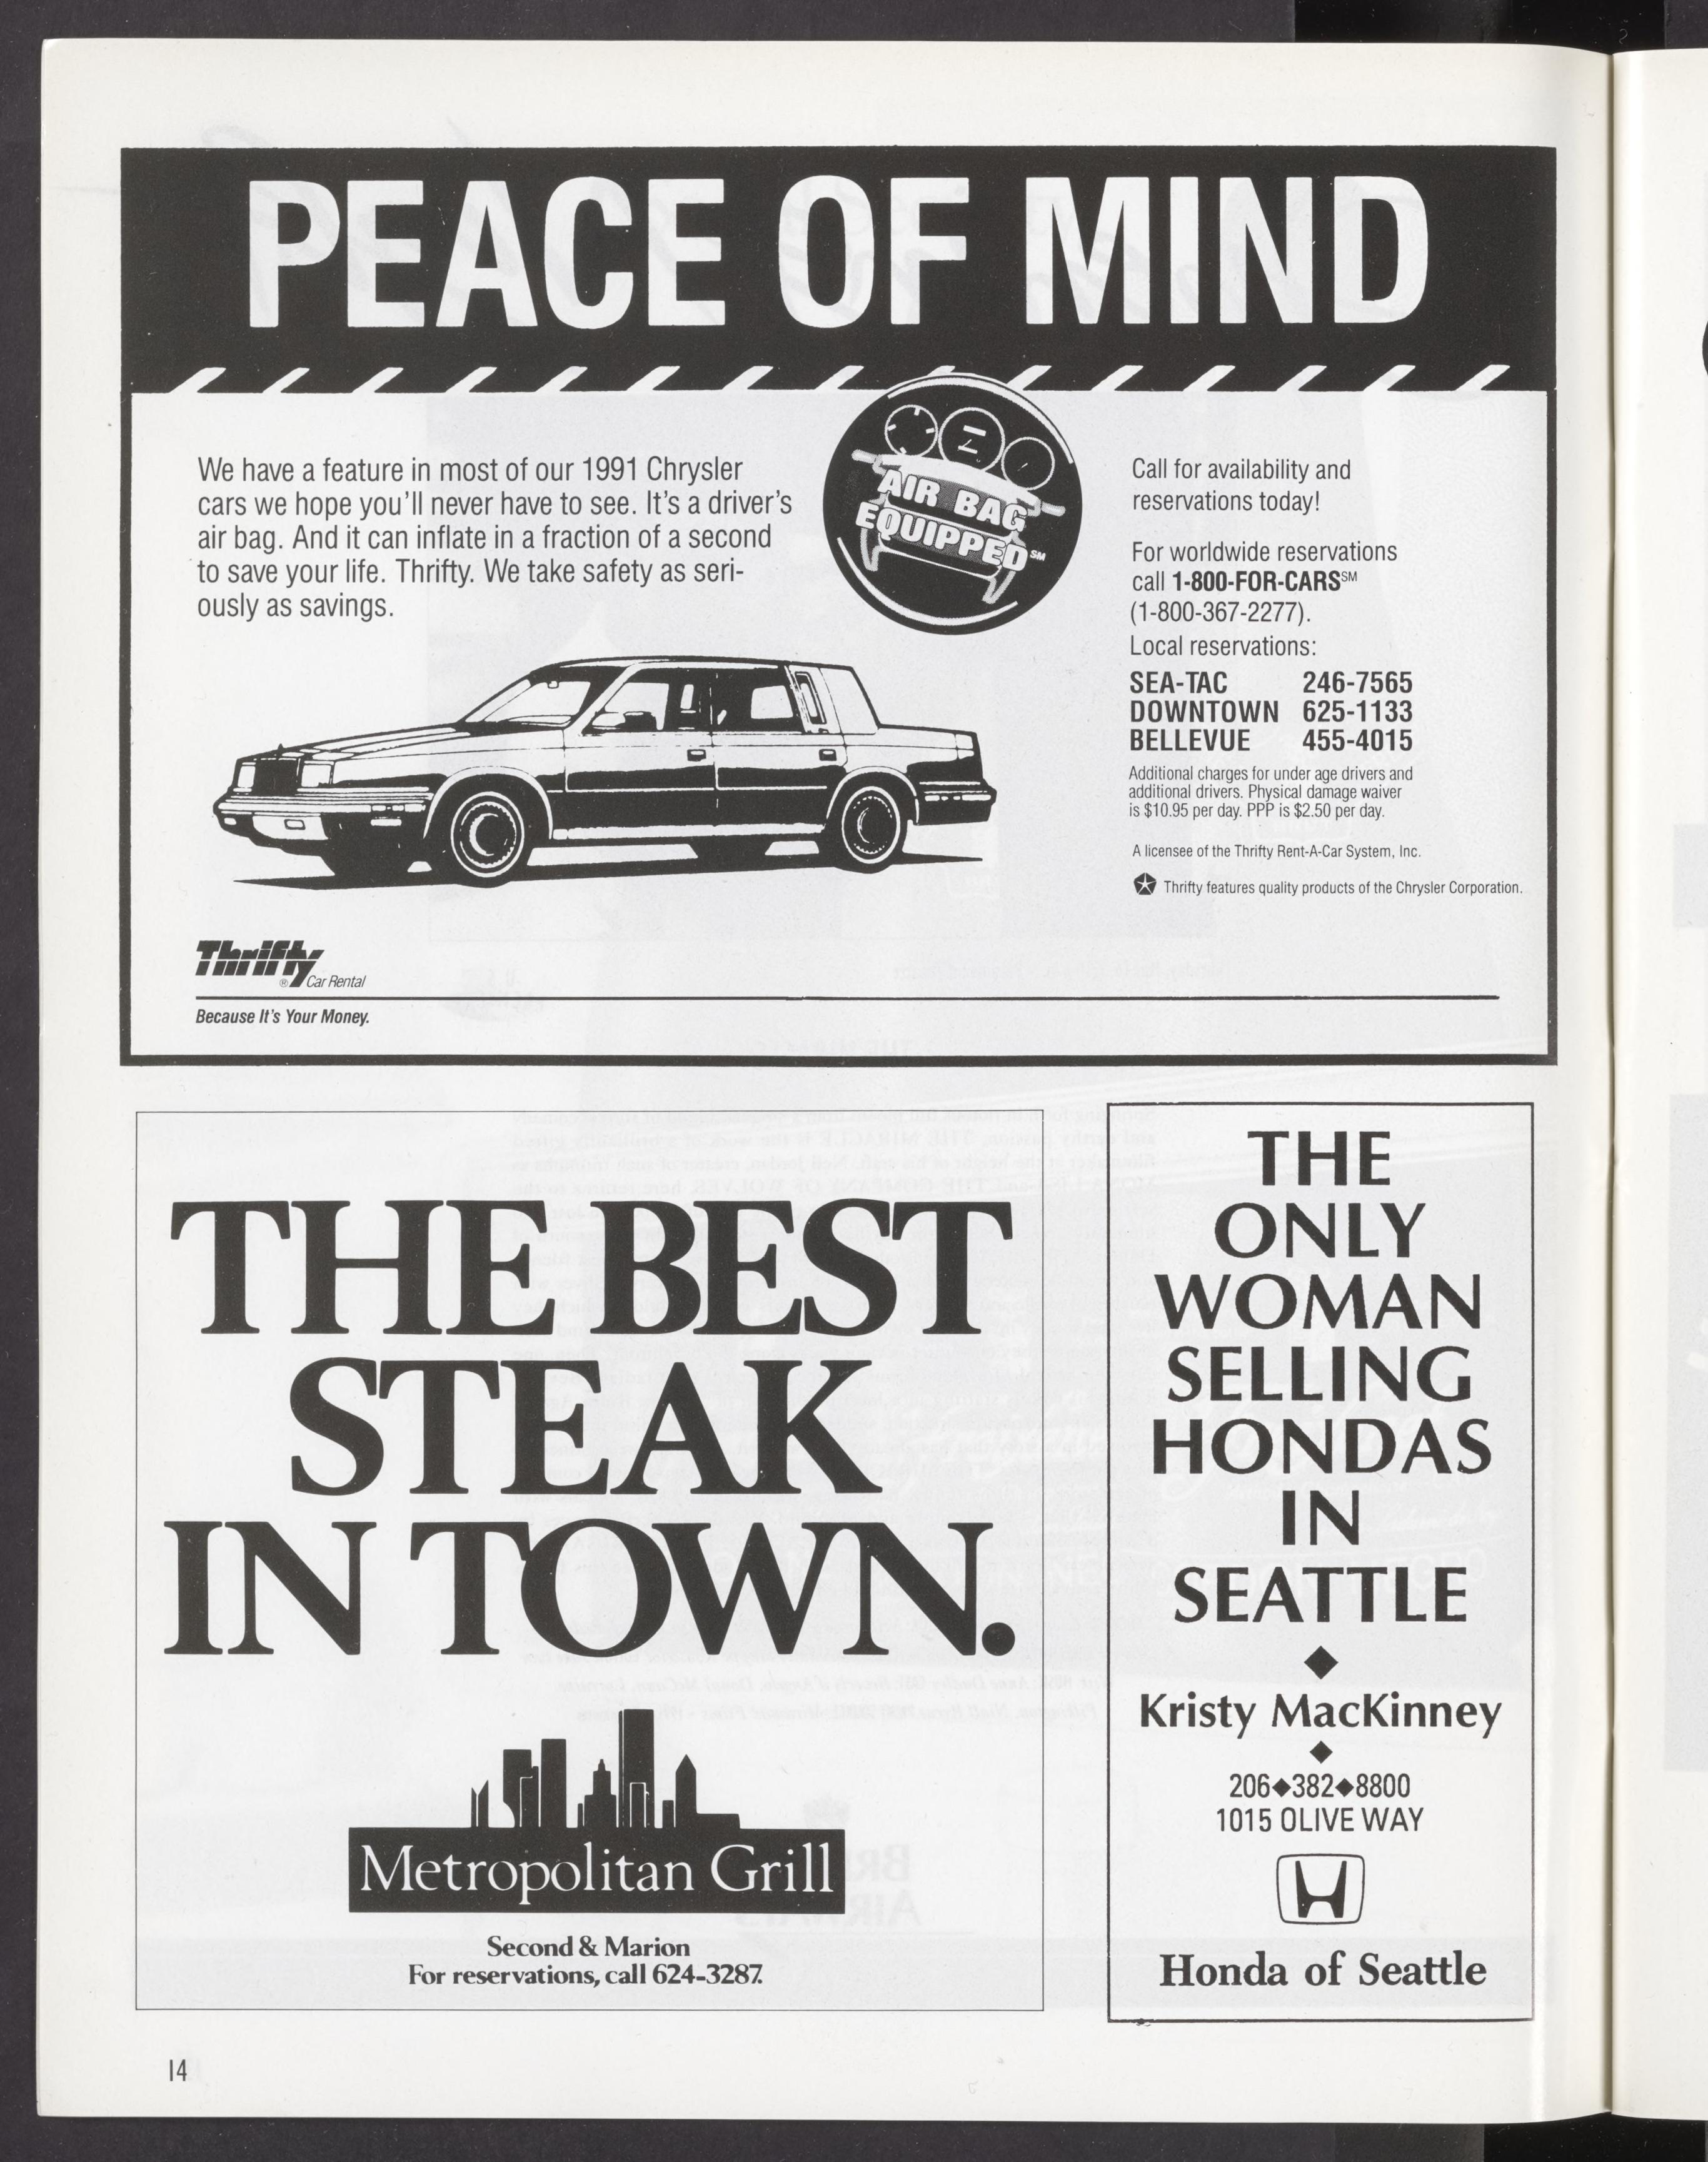 PEACE OF MIND
We have a feature in most of our 1991 Chrysler
cars we hope you'll never have to see. It's a driver's
air bag. And it can inflate in a fraction of a second
to save your life. Thrifty. We take safety as seri-
ously as savings.
AIR BAG
EQUIPPED℠
Call for availability and
reservations today!
For worldwide reservations
call 1-800-FOR-CARS℠
(1-800-367-2277).
Local reservations:
SEA-TAC 246-7565
DOWNTOWN 625-1133
BELLEVUE 455-4015
Additional charges for under age drivers and
additional drivers. Physical damage waiver
is $10.95 per day. PPP is $2.50 per day.
A licensee of the Thrifty Rent-A-Car System, Inc.
Thrifty features quality products of the Chrysler Corporation.
Thrifty
® Car Rental
Because It's Your Money.
THE BEST
STEAK
IN TOWN.
Metropolitan Grill
Second & Marion
For reservations, call 624-3287.
THE
ONLY
WOMAN
SELLING
HONDAS
IN
SEATTLE
◆
Kristy MacKinney
◆
206◆382◆8800
1015 OLIVE WAY
Honda of Seattle
14